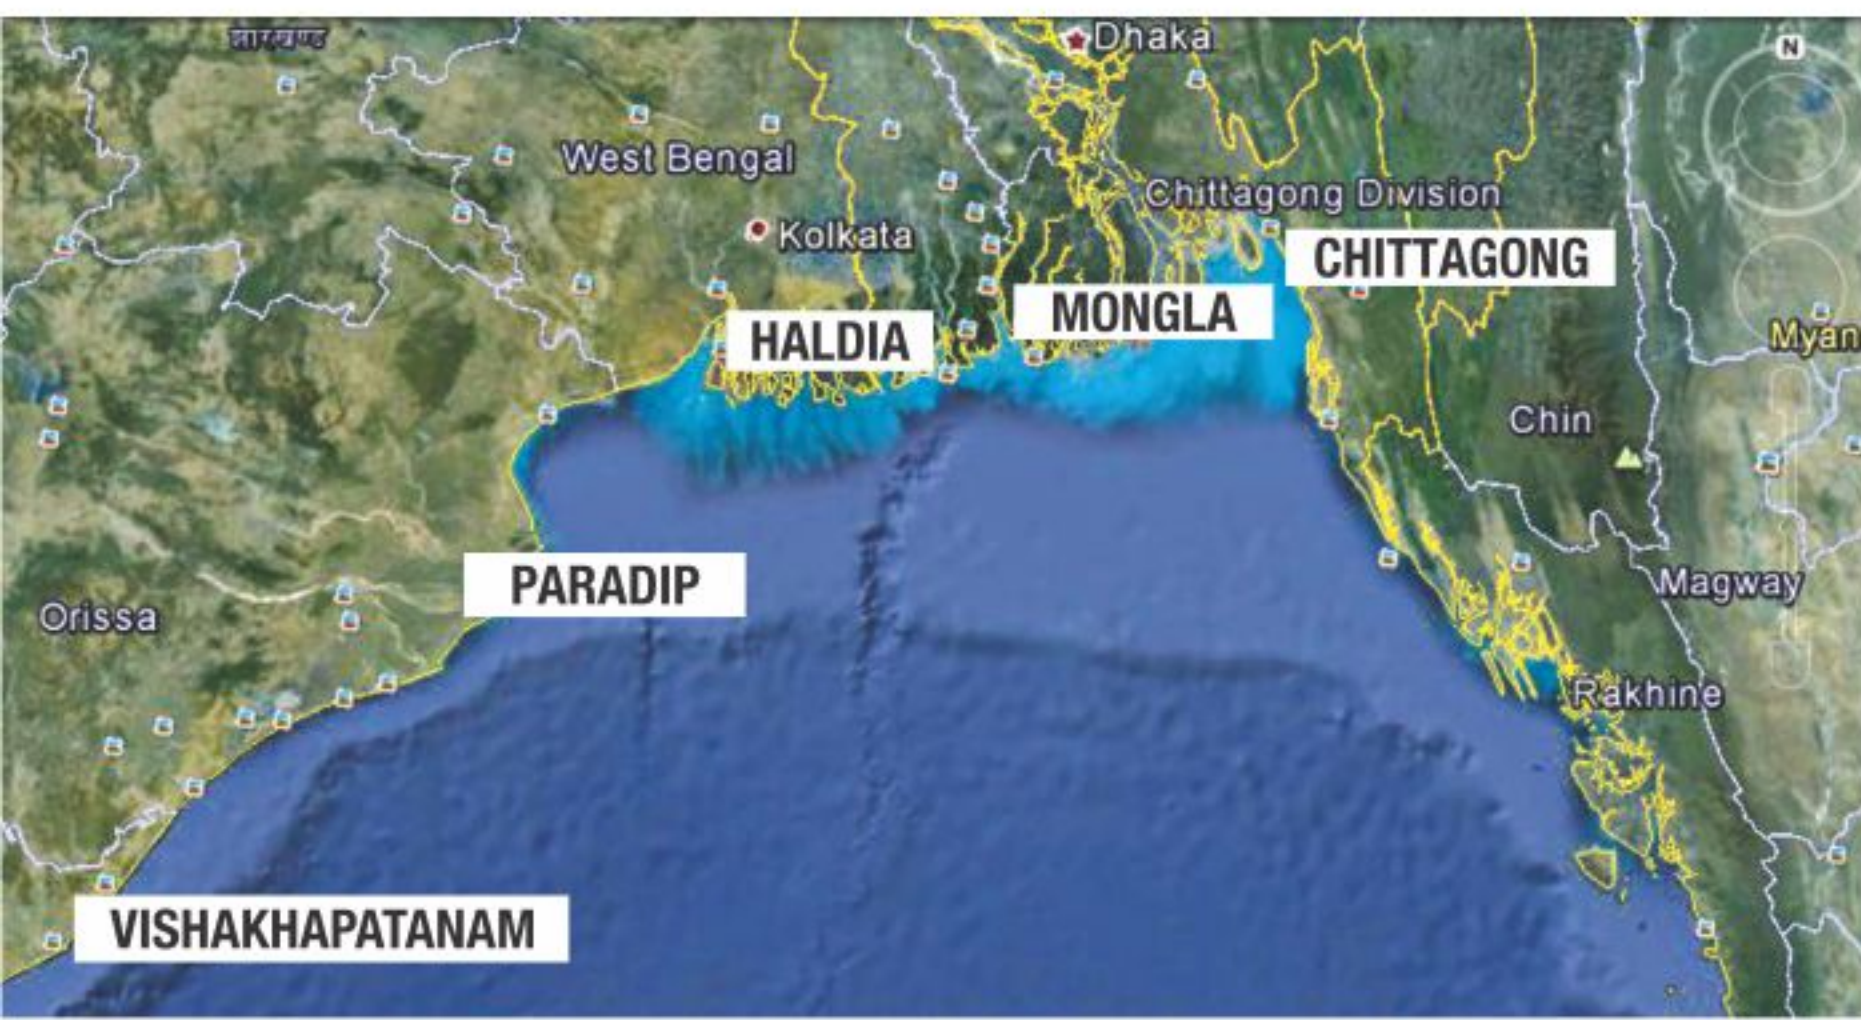 झारखण्ड
Dhaka
N
West Bengal
Chittagong Division
Kolkata
CHITTAGONG
MONGLA
HALDIA
Myan
Chin
PARADIP
Magway
Orissa
Rakhine
VISHAKHAPATANAM